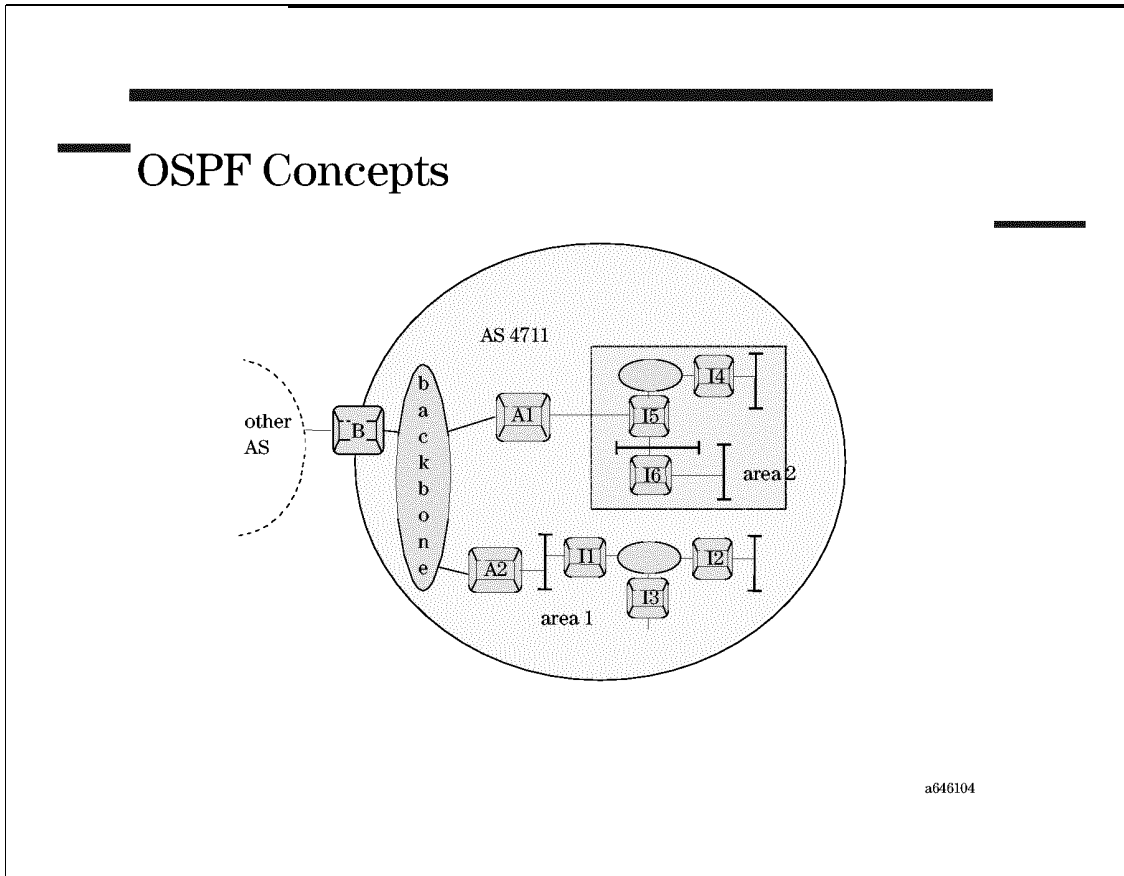 OSPF Concepts
AS 4711
other
AS
B
b
a
c
k
b
o
n
e
A1
I4
I5
I6
area 2
A2
I1
I2
I3
area 1
a646104